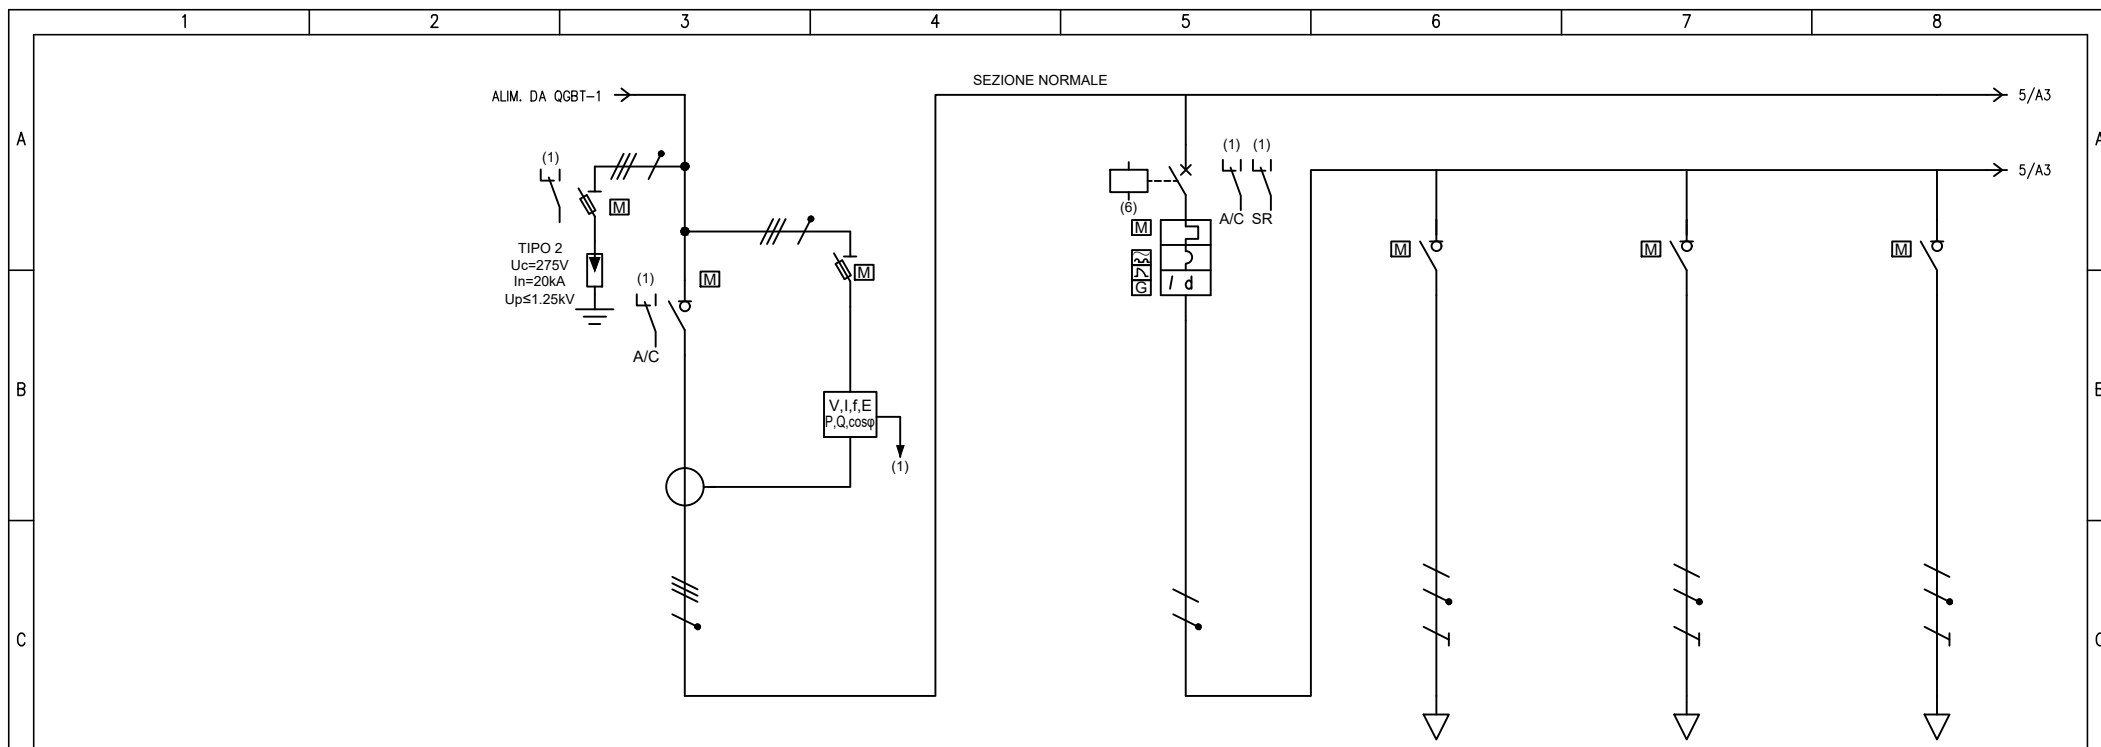 1 2 3 4 5 6 7 8
SEZIONE NORMALE
ALIM. DA QGBT-1
5/A3
A
A
(1)
(1) (1)
5/A3
M
(6)
A/C SR
M
TIPO 2
Uc=275V
In=20kA
Up≤1.25kV
M
M
(1)
A/C
M
M
M
G
I d
B
B
V,I,f,E
P,Q,cosφ
(1)
C
C